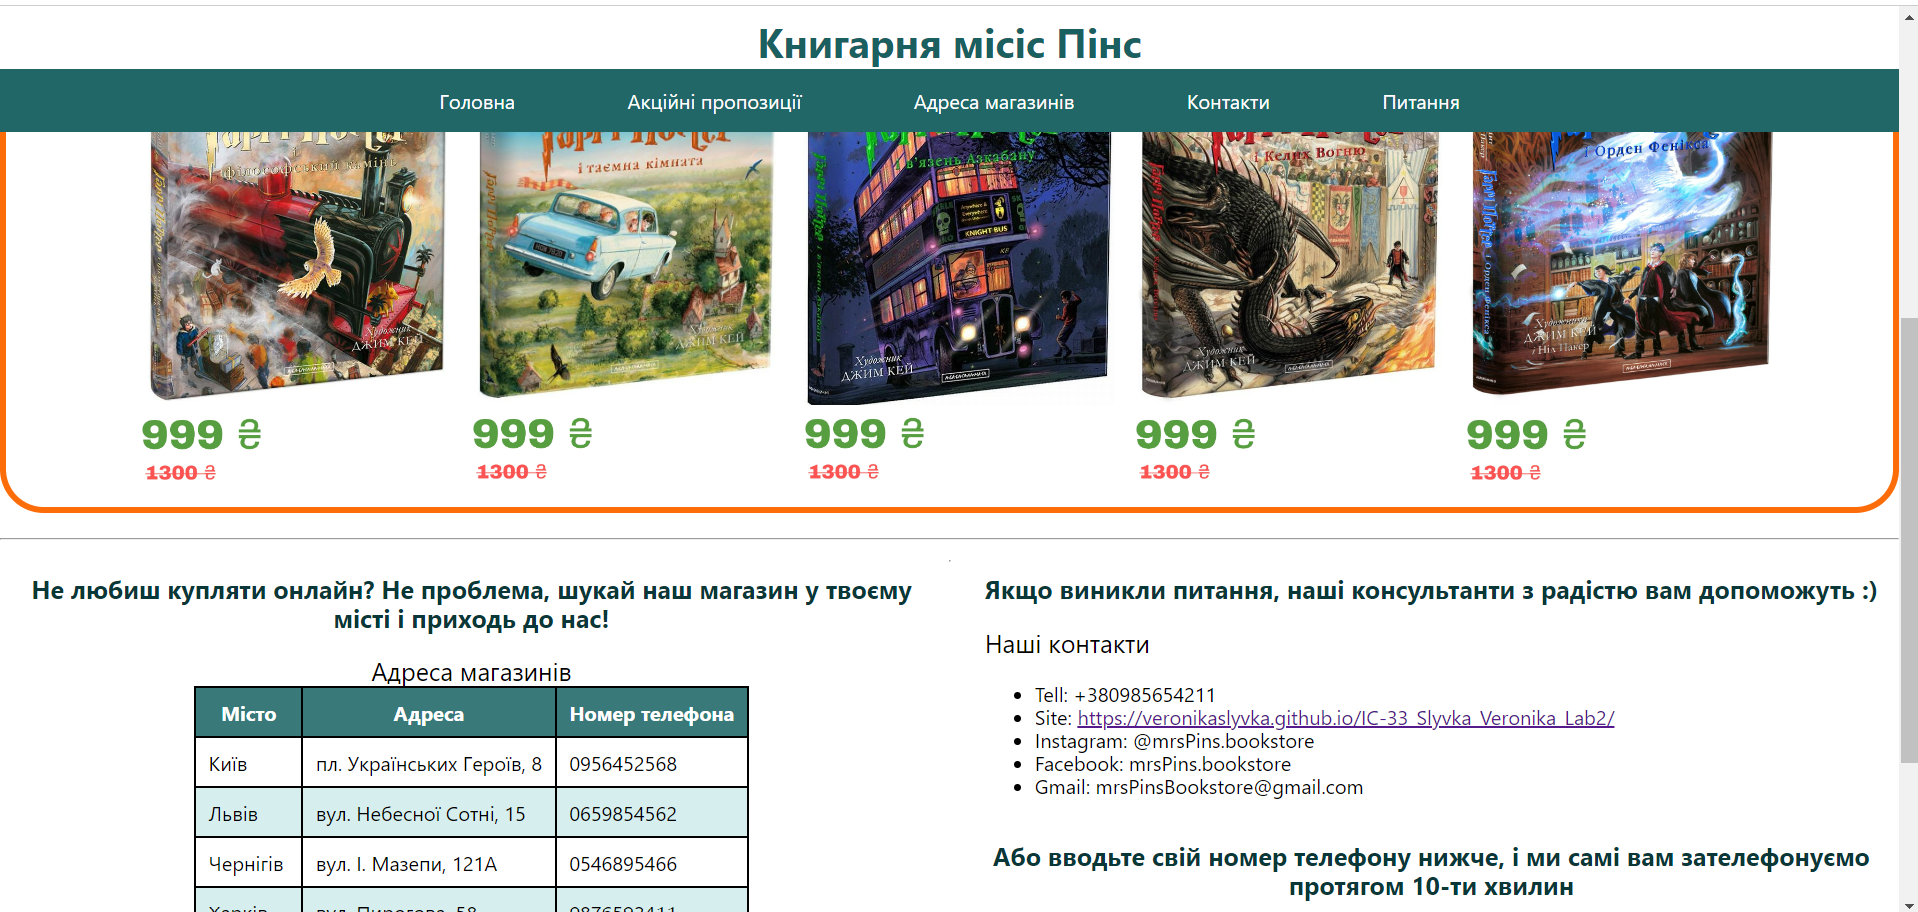 Книгарня місіс Пінс
Головна Акційні пропозиції Адреса магазинів Контакти Питання
і
філософський камінь
Художник
ДЖИМ КЕЙ
і таємна кімната
ДЖИМ КЕЙ
в'язень Азкабану
KNIGHT BUS
Художник
ДЖИМ КЕЙ
і Келих Вогню
Художник
ДЖИМ КЕЙ
і Орден Фенікса
Художники
ДЖИМ КЕЙ
і Ніл Пакер
999 ₴ 999 ₴ 999 ₴ 999 ₴ 999 ₴
1300 ₴ 1300 ₴ 1300 ₴ 1300 ₴ 1300 ₴
Не любиш купляти онлайн? Не проблема, шукай наш магазин у твоєму
місті і приходь до нас!
Адреса магазинів
Місто Адреса Номер телефона
Київ пл. Українських Героїв, 8 0956452568
Львів вул. Небесної Сотні, 15 0659854562
Чернігів вул. І. Мазепи, 121А 0546895466
Якщо виникли питання, наші консультанти з радістю вам допоможуть :)
Наші контакти
Tell: +380985654211
Site: https://veronikaslyvka.github.io/IC-33_Slyvka_Veronika_Lab2/
Instagram: @mrsPins.bookstore
Facebook: mrsPins.bookstore
Gmail: mrsPinsBookstore@gmail.com
Або вводьте свій номер телефону нижче, і ми самі вам зателефонуємо
протягом 10-ти хвилин